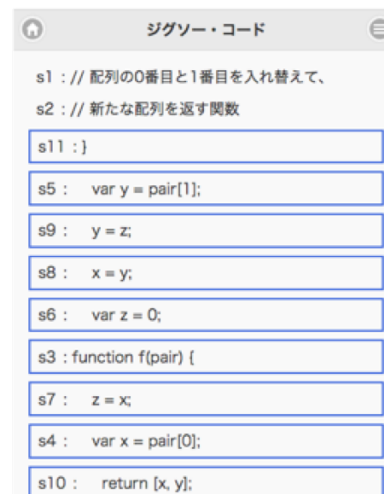 ジグソー・コード
s1 : // 配列の0番目と1番目を入れ替えて、
s2 : // 新たな配列を返す関数
s11 : }
s5 : var y = pair[1];
s9 : y = z;
s8 : x = y;
s6 : var z = 0;
s3 : function f(pair) {
s7 : z = x;
s4 : var x = pair[0];
s10 : return [x, y];